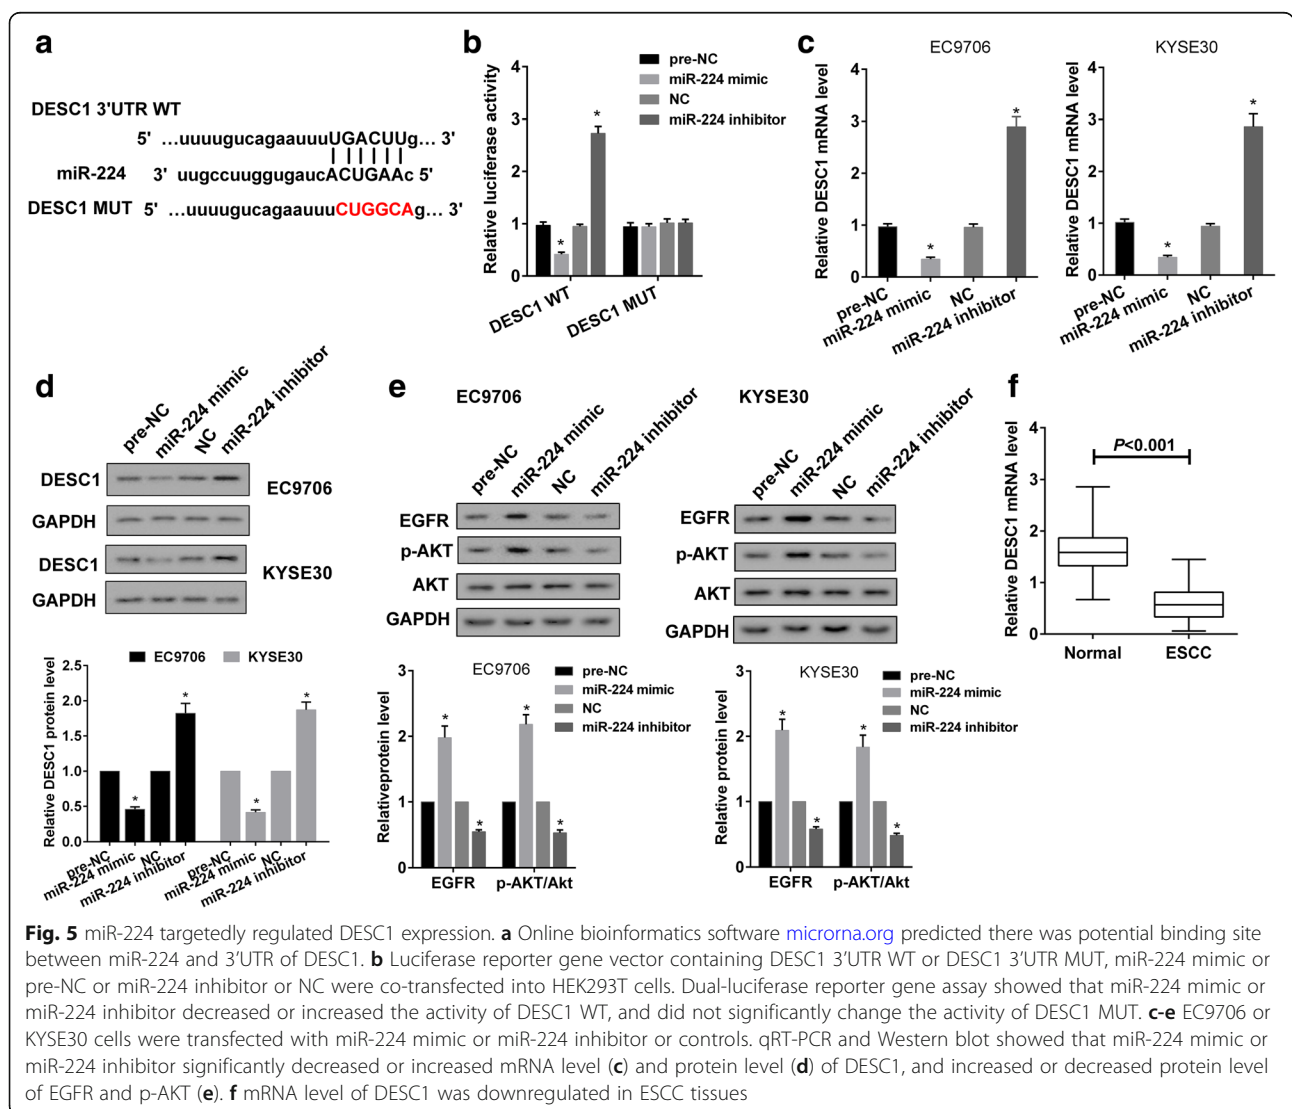 a
DESC1 3'UTR WT
5' ...uuuugucagaauuuUGACUUg... 3'
miR-224 3' uugccuuggugaucACUGAAc 5'
DESC1 MUT 5' ...uuuugucagaauuuCUGGCAg... 3'
b
pre-NC
miR-224 mimic
NC
miR-224 inhibitor
Relative luciferase activity
4
3
2
1
0
*
*
DESC1 WT
DESC1 MUT
c
EC9706
Relative DESC1 mRNA level
4
3
2
1
0
*
*
pre-NC
miR-224 mimic
NC
miR-224 inhibitor
KYSE30
Relative DESC1 mRNA level
4
3
2
1
0
*
*
pre-NC
miR-224 mimic
NC
miR-224 inhibitor
d
pre-NC
miR-224 mimic
NC
miR-224 inhibitor
DESC1
GAPDH
EC9706
DESC1
GAPDH
KYSE30
EC9706
KYSE30
Relative DESC1 protein level
2.5
2.0
1.5
1.0
0.5
0.0
*
*
*
*
pre-NC
miR-224 mimic
NC
miR-224 inhibitor
pre-NC
miR-224 mimic
NC
miR-224 inhibitor
e
EC9706
pre-NC
miR-224 mimic
NC
miR-224 inhibitor
EGFR
p-AKT
AKT
GAPDH
KYSE30
pre-NC
miR-224 mimic
NC
miR-224 inhibitor
EGFR
p-AKT
AKT
GAPDH
EC9706
Relativeprotein level
3
2
1
0
*
*
*
*
EGFR
p-AKT/Akt
pre-NC
miR-224 mimic
NC
miR-224 inhibitor
KYSE30
Relative protein level
3
2
1
0
*
*
*
*
EGFR
p-AKT/Akt
pre-NC
miR-224 mimic
NC
miR-224 inhibitor
f
Relative DESC1 mRNA level
4
3
2
1
0
P<0.001
Normal
ESCC
Fig. 5 miR-224 targetedly regulated DESC1 expression. a Online bioinformatics software microrna.org predicted there was potential binding site
between miR-224 and 3'UTR of DESC1. b Luciferase reporter gene vector containing DESC1 3'UTR WT or DESC1 3'UTR MUT, miR-224 mimic or
pre-NC or miR-224 inhibitor or NC were co-transfected into HEK293T cells. Dual-luciferase reporter gene assay showed that miR-224 mimic or
miR-224 inhibitor decreased or increased the activity of DESC1 WT, and did not significantly change the activity of DESC1 MUT. c-e EC9706 or
KYSE30 cells were transfected with miR-224 mimic or miR-224 inhibitor or controls. qRT-PCR and Western blot showed that miR-224 mimic or
miR-224 inhibitor significantly decreased or increased mRNA level (c) and protein level (d) of DESC1, and increased or decreased protein level
of EGFR and p-AKT (e). f mRNA level of DESC1 was downregulated in ESCC tissues